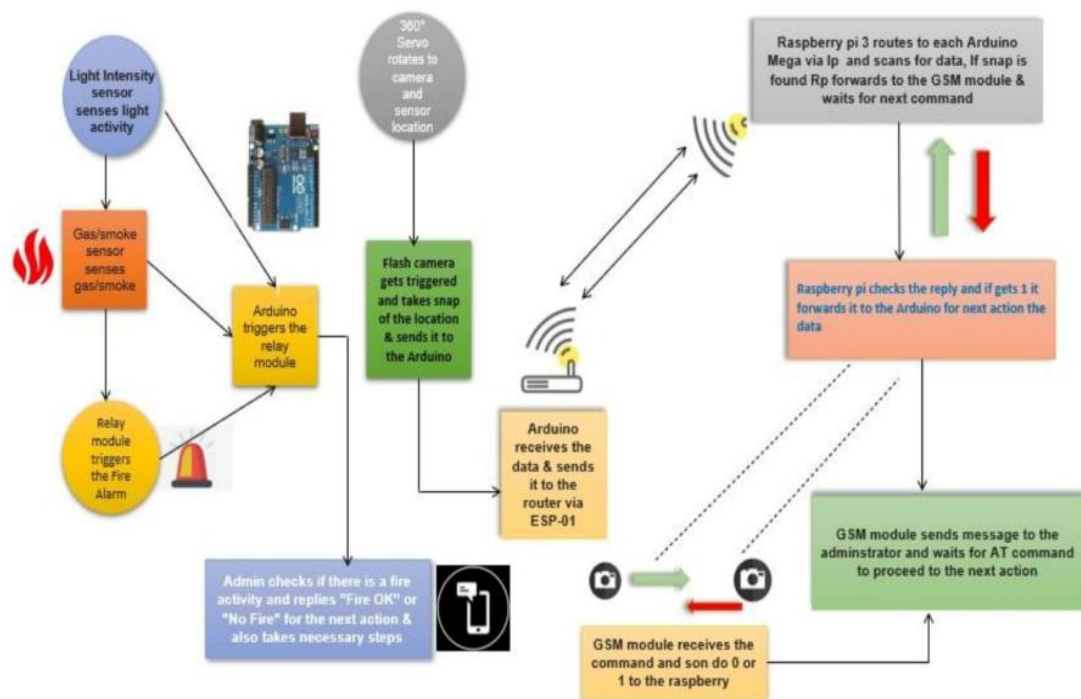 Light Intensity
sensor
senses light
activity
360°
Servo
rotates to
camera
and
sensor
location
Raspberry pi 3 routes to each Arduino
Mega via Ip and scans for data, If snap is
found Rp forwards to the GSM module &
waits for next command
Gas/smoke
sensor
senses
gas/smoke
Flash camera
gets triggered
and takes snap
of the location
& sends it to
the Arduino
Arduino
triggers the
relay
module
Raspberry pi checks the reply and if gets 1 it
forwards it to the Arduino for next action the
data
Relay
module
triggers
the Fire
Alarm
Arduino
receives the
data & sends
it to the
router via
ESP-01
GSM module sends message to the
adminstrator and waits for AT command
to proceed to the next action
Admin checks if there is a fire
activity and replies "Fire OK" or
"No Fire" for the next action &
also takes necessary steps
GSM module receives the
command and son do 0 or
1 to the raspberry